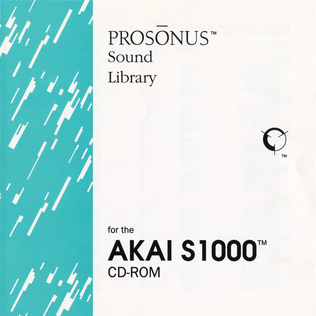 PROSŌNUS™
Sound
Library
TM
for the
AKAI S1000™
CD-ROM